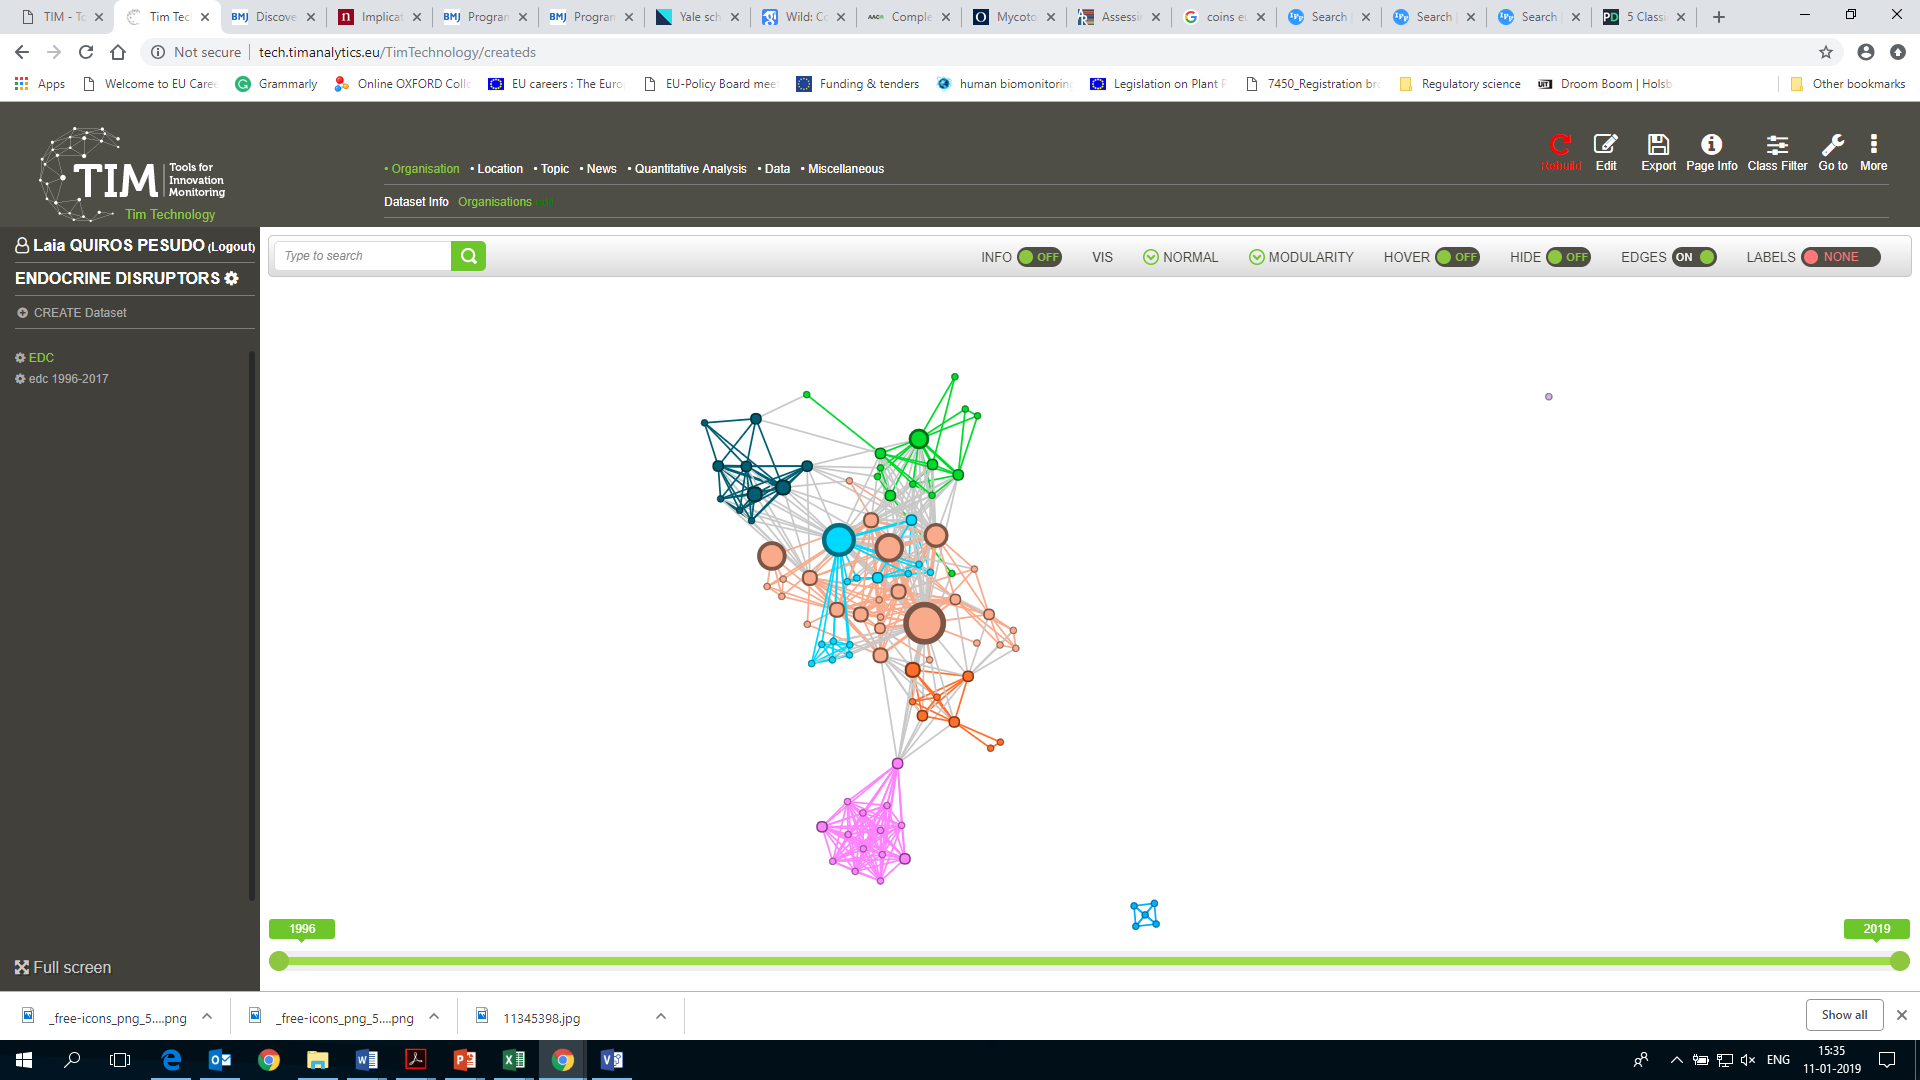 TIM - To
Tim Tec
Discove
Implicat
Program
Program
Yale sch
Wild: Co
Comple
Mycoto
Assessin
coins eu
Search
Search
Search
5 Classi
Not secure
tech.timanalytics.eu/TimTechnology/createds
Apps
Welcome to EU Care
Grammarly
Online OXFORD Coll
EU careers : The Euro
EU-Policy Board mee
Funding & tenders
human biomonitorin
Legislation on Plant P
7450_Registration bro
Regulatory science
Droom Boom | Holsb
Other bookmarks
TIM
Tools for
Innovation
Monitoring
Tim Technology
• Organisation • Location • Topic • News • Quantitative Analysis • Data • Miscellaneous
Dataset Info Organisations
Rebuild
Edit
Export
Page Info
Class Filter
Go to
More
Laia QUIROS PESUDO (Logout)
ENDOCRINE DISRUPTORS
CREATE Dataset
EDC
edc 1996-2017
Type to search
INFO OFF
VIS
NORMAL
MODULARITY
HOVER OFF
HIDE OFF
EDGES ON
LABELS NONE
1996
2019
Full screen
_free-icons_png_5....png
_free-icons_png_5....png
11345398.jpg
Show all
ENG
15:35
11-01-2019